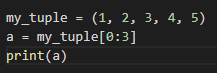 my_tuple = (1, 2, 3, 4, 5)
a = my_tuple[0:3]
print(a)